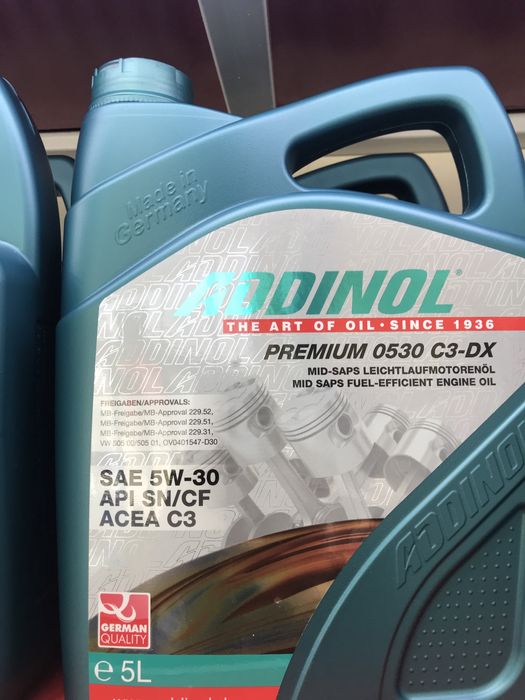 Made in
Germany
ADDINOL®
THE ART OF OIL · SINCE 1936
PREMIUM 0530 C3-DX
MID-SAPS LEICHTLAUFMOTORENÖL
MID SAPS FUEL-EFFICIENT ENGINE OIL
FREIGABEN/APPROVALS:
MB-Freigabe/MB-Approval 229.52,
MB-Freigabe/MB-Approval 229.51,
MB-Freigabe/MB-Approval 229.31,
VW 505 00/505 01, OV0401547-D30
SAE 5W-30
API SN/CF
ACEA C3
ADDINOL
GERMAN
QUALITY
e 5L